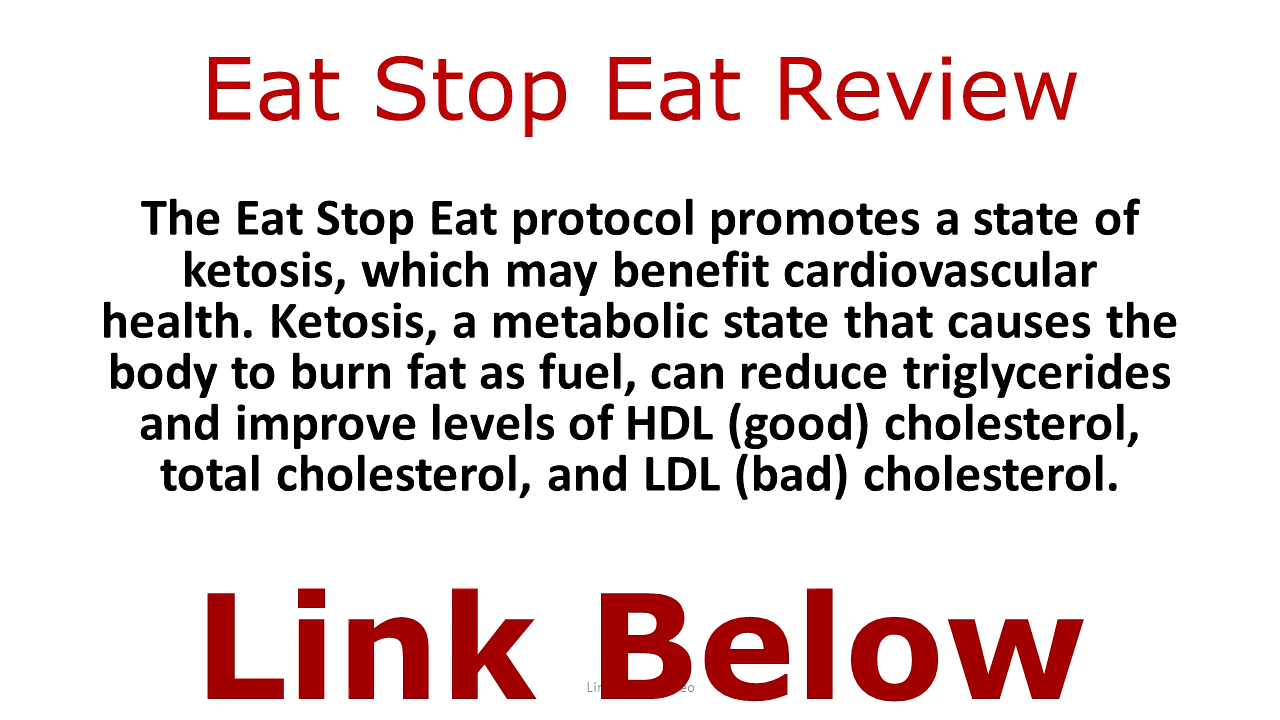 Eat Stop Eat Review
The Eat Stop Eat protocol promotes a state of
ketosis, which may benefit cardiovascular
health. Ketosis, a metabolic state that causes the
body to burn fat as fuel, can reduce triglycerides
and improve levels of HDL (good) cholesterol,
total cholesterol, and LDL (bad) cholesterol.
Link Below